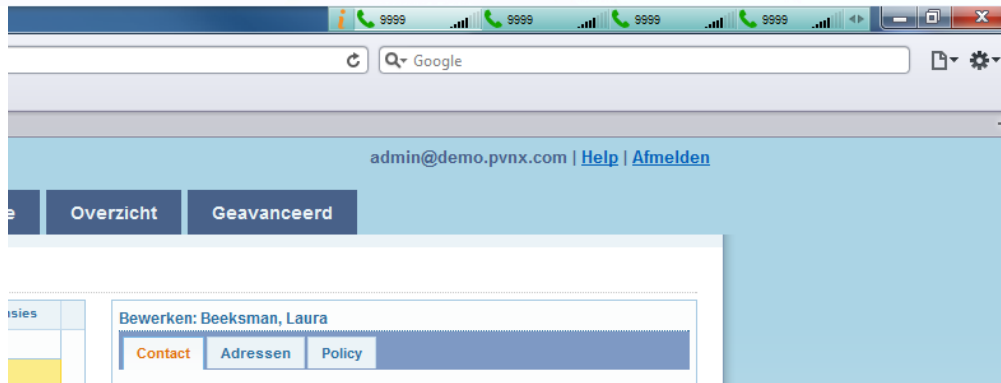 9999 9999 9999 9999
Google
admin@demo.pvnx.com | Help | Afmelden
Overzicht Geavanceerd
Bewerken: Beeksman, Laura
Contact Adressen Policy